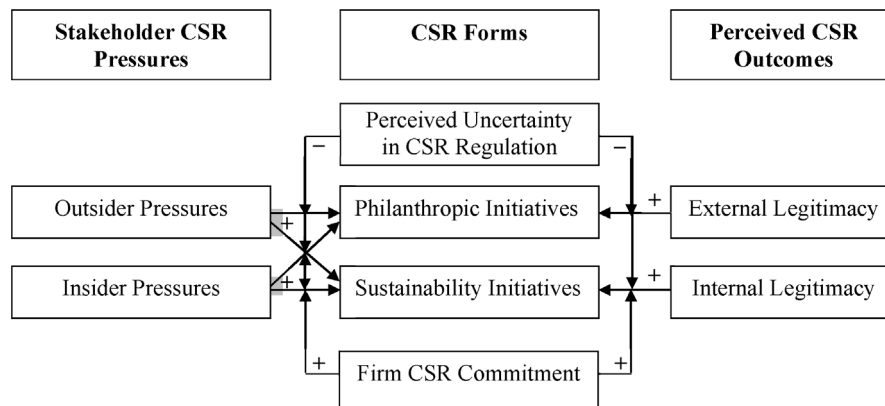 Stakeholder CSR
Pressures
CSR Forms
Perceived CSR
Outcomes
Perceived Uncertainty
in CSR Regulation
–
–
Outsider Pressures
+
Philanthropic Initiatives
+
External Legitimacy
Insider Pressures
+
Sustainability Initiatives
+
Internal Legitimacy
+
Firm CSR Commitment
+